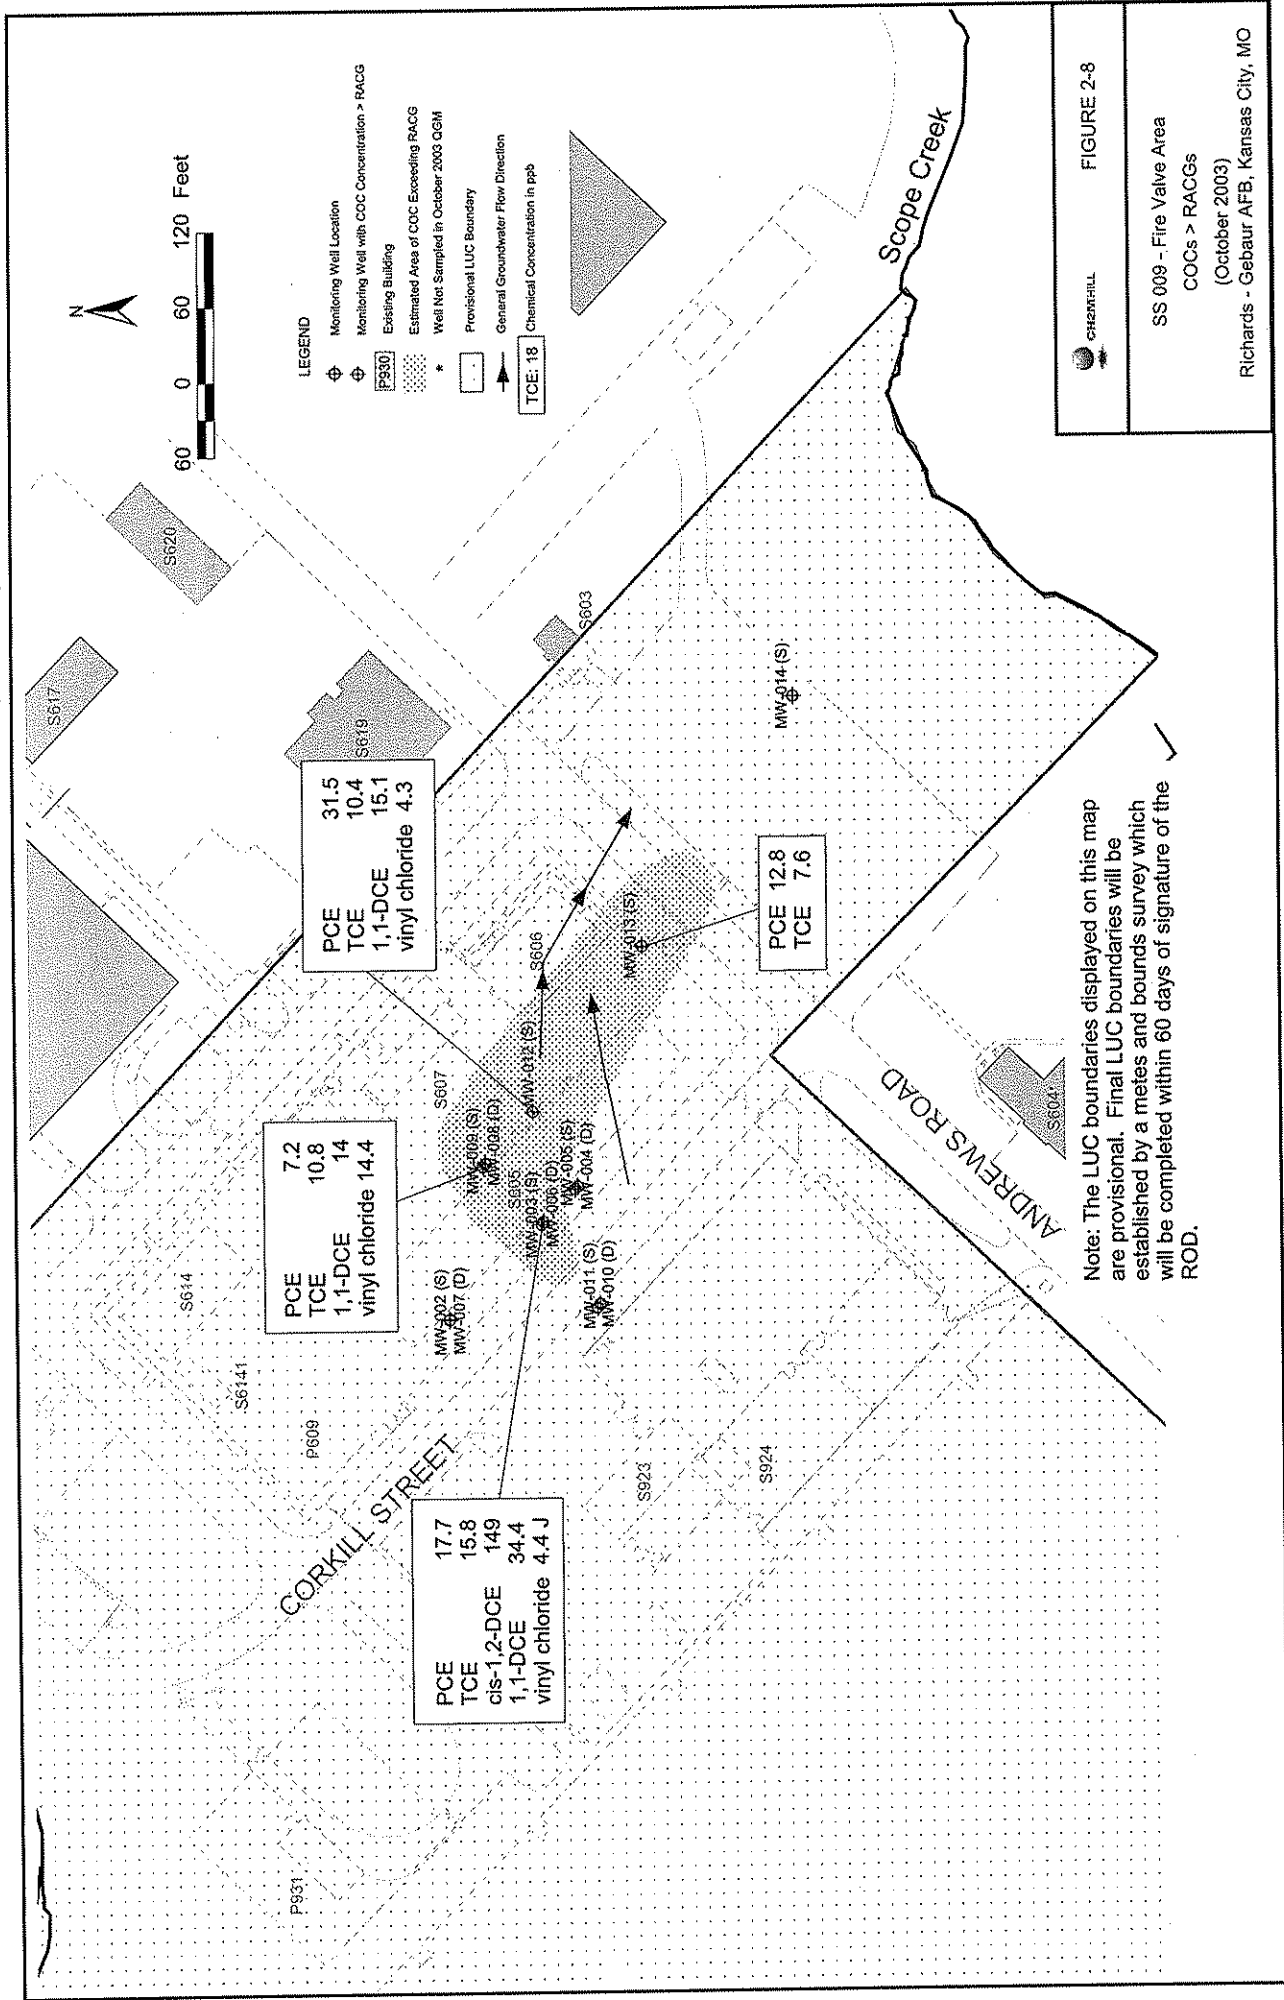 N
60 0 60 120 Feet
LEGEND
Monitoring Well Location
Monitoring Well with COC Concentration > RACG
P930 Existing Building
Estimated Area of COC Exceeding RACG
* Well Not Sampled in October 2003 QGM
Provisional LUC Boundary
General Groundwater Flow Direction
TCE: 18 Chemical Concentration in ppb
S617
S620
S619
S603
S614
S6141
P609
P931
S607
S606
S605
S923
S924
S604
CORKILL STREET
ANDREWS ROAD
Scope Creek
PCE 31.5
TCE 10.4
1,1-DCE 15.1
vinyl chloride 4.3
PCE 7.2
TCE 10.8
1,1-DCE 14
vinyl chloride 14.4
PCE 17.7
TCE 15.8
cis-1,2-DCE 149
1,1-DCE 34.4
vinyl chloride 4.4 J
PCE 12.8
TCE 7.6
MW-002 (S)
MW-007 (D)
MW-009 (S)
MW-008 (D)
MW-003 (S)
MW-006 (D)
MW-005 (S)
MW-004 (D)
MW-011 (S)
MW-010 (D)
MW-012 (S)
MW-013 (S)
MW-014 (S)
Note: The LUC boundaries displayed on this map
are provisional. Final LUC boundaries will be
established by a metes and bounds survey which
will be completed within 60 days of signature of the
ROD.
CH2MHILL
FIGURE 2-8
SS 009 - Fire Valve Area
COCs > RACGs
(October 2003)
Richards - Gebaur AFB, Kansas City, MO